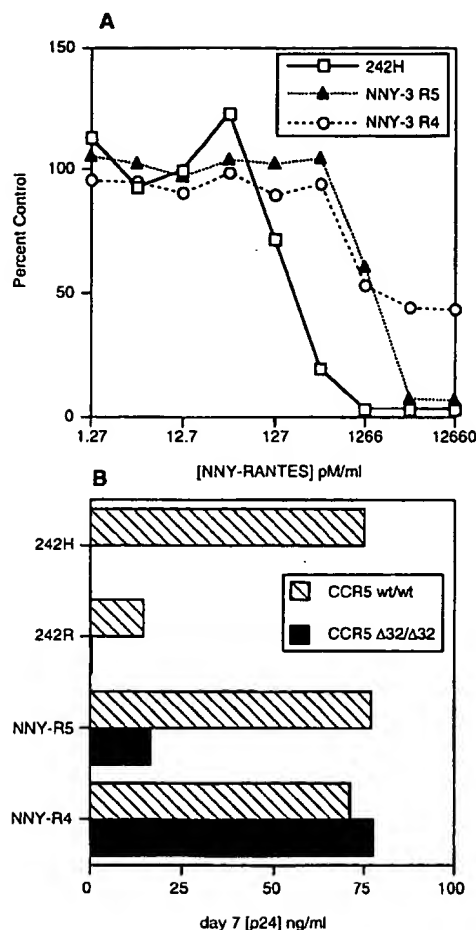 A
150
100
50
0
Percent Control
242H
NNY-3 R5
NNY-3 R4
1.27
12.7
127
1266
12660
[NNY-RANTES] pM/ml
B
242H
242R
NNY-R5
NNY-R4
CCR5 wt/wt
CCR5 Δ32/Δ32
0
25
50
75
100
day 7 [p24] ng/ml